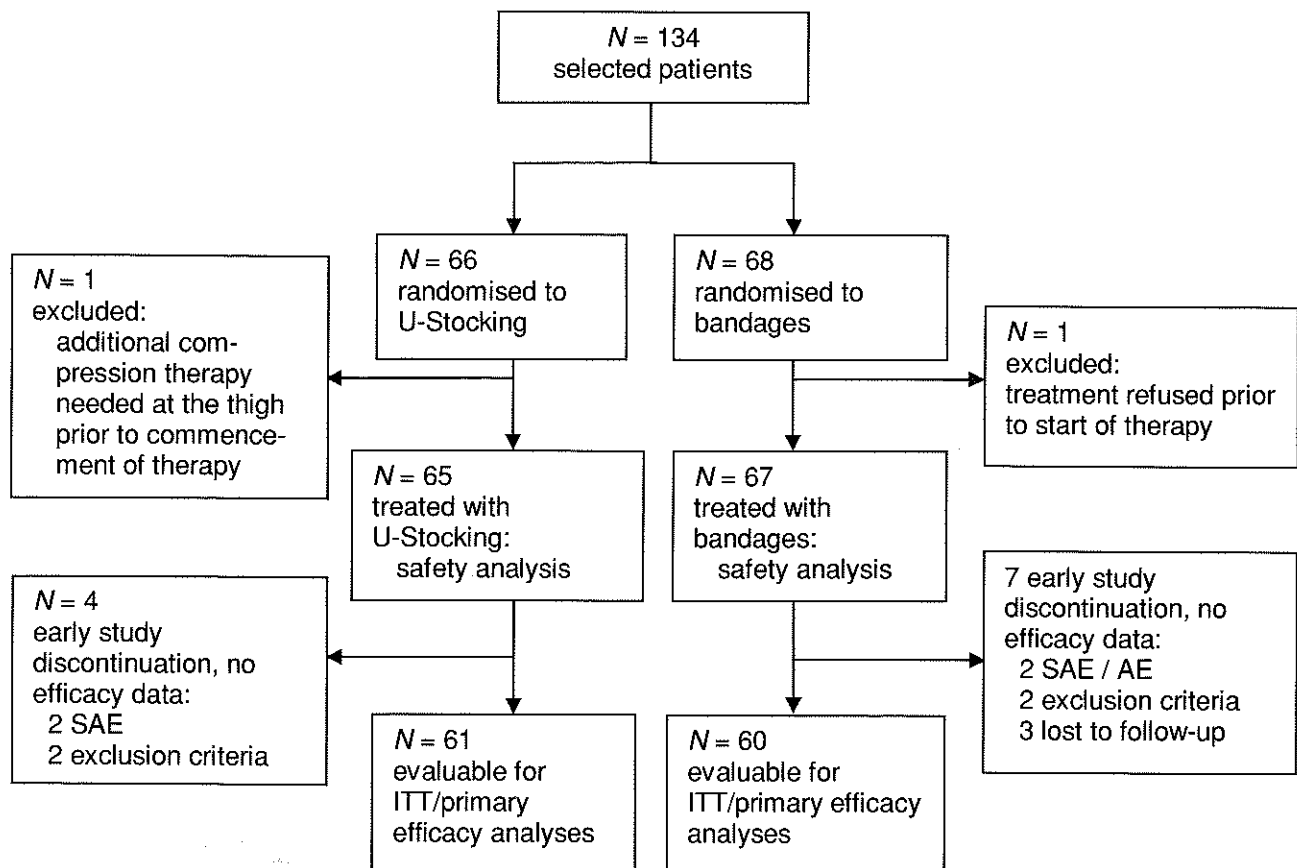 N = 134
selected patients
N = 66
randomised to
U-Stocking
N = 68
randomised to
bandages
N = 1
excluded:
additional com-
pression therapy
needed at the thigh
prior to commence-
ment of therapy
N = 1
excluded:
treatment refused prior
to start of therapy
N = 65
treated with
U-Stocking:
safety analysis
N = 67
treated with
bandages:
safety analysis
N = 4
early study
discontinuation, no
efficacy data:
2 SAE
2 exclusion criteria
7 early study
discontinuation, no
efficacy data:
2 SAE / AE
2 exclusion criteria
3 lost to follow-up
N = 61
evaluable for
ITT/primary
efficacy analyses
N = 60
evaluable for
ITT/primary efficacy
analyses